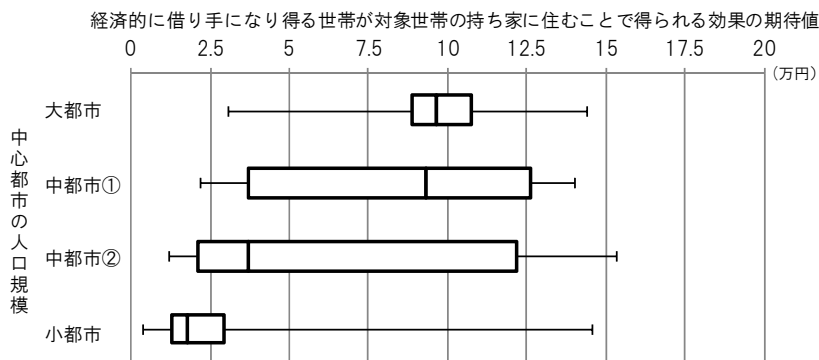 経済的に借り手になり得る世帯が対象世帯の持ち家に住むことで得られる効果の期待値
0 2.5 5 7.5 10 12.5 15 17.5 20
(万円)
中心都市の人口規模
大都市
中都市①
中都市②
小都市